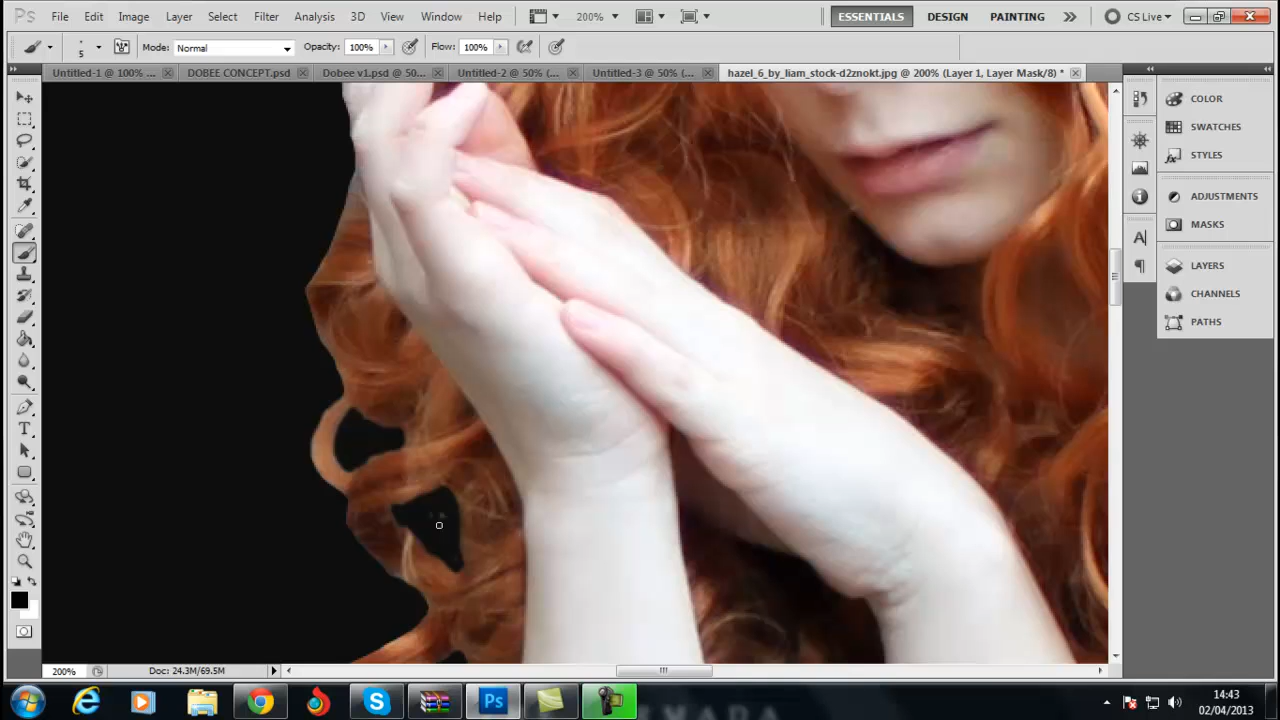 Ps File Edit Image Layer Select Filter Analysis 3D View Window Help 200% ESSENTIALS DESIGN PAINTING CS Live
5 Mode: Normal Opacity: 100% Flow: 100%
Untitled-1 @ 100% ... DOBEE CONCEPT.psd Dobee v1.psd @ 50... Untitled-2 @ 50% (... Untitled-3 @ 50% (... hazel_6_by_liam_stock-d2znokt.jpg @ 200% (Layer 1, Layer Mask/8) *
COLOR
SWATCHES
STYLES
ADJUSTMENTS
MASKS
LAYERS
CHANNELS
PATHS
200% Doc: 24.3M/69.5M
14:43
02/04/2013